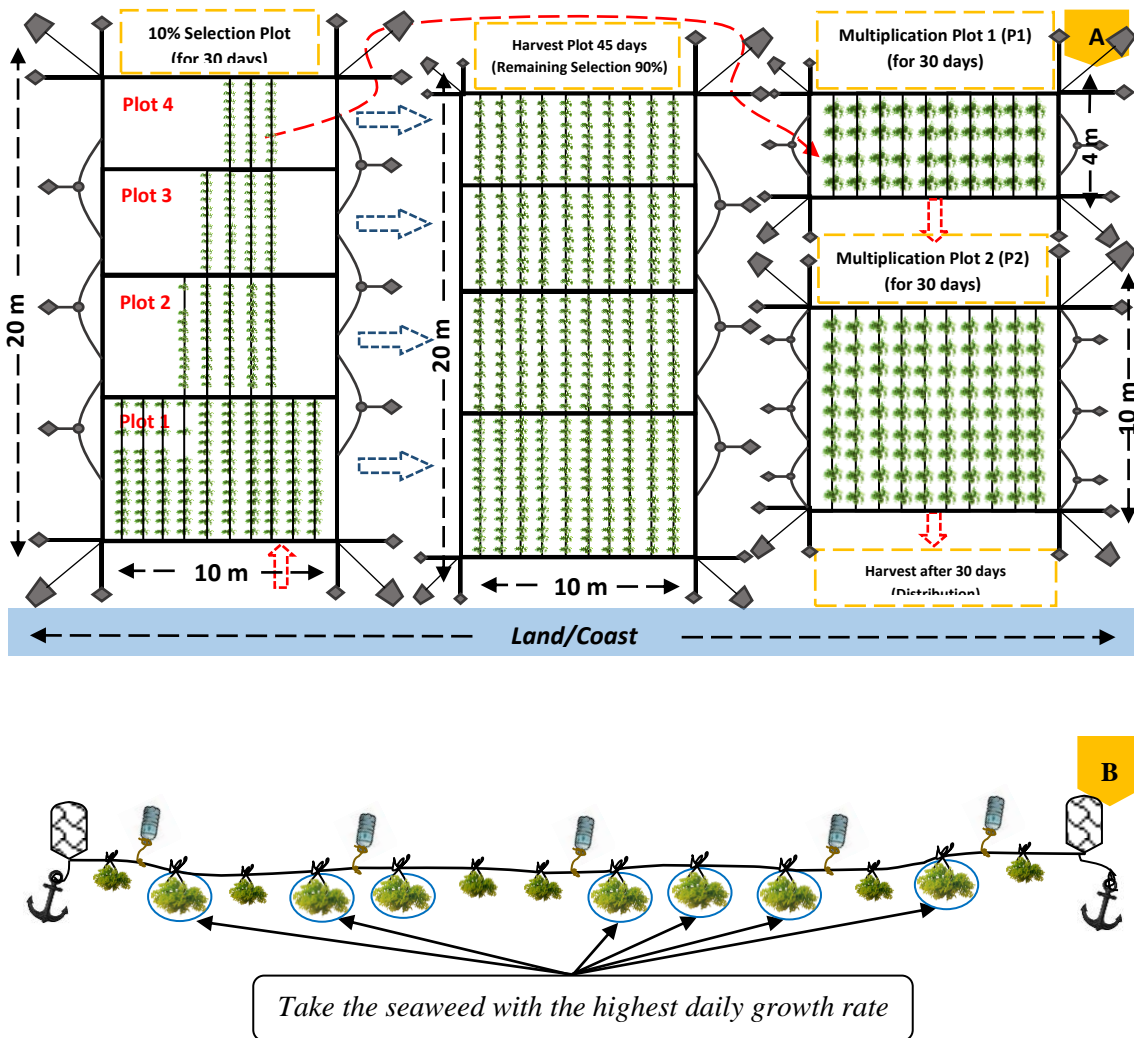 10% Selection Plot
(for 30 days)
Harvest Plot 45 days
(Remaining Selection 90%)
Multiplication Plot 1 (P1)
(for 30 days)
A
Plot 4
Plot 3
Plot 2
Plot 1
20 m
10 m
20 m
10 m
4 m
Multiplication Plot 2 (P2)
(for 30 days)
10 m
Harvest after 30 days
(Distribution)
Land/Coast
B
Take the seaweed with the highest daily growth rate